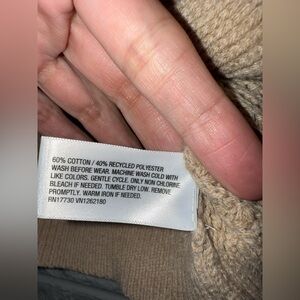 60% COTTON / 40% RECYCLED POLYESTER
WASH BEFORE WEAR. MACHINE WASH COLD WITH
LIKE COLORS. GENTLE CYCLE. ONLY NON CHLORINE
BLEACH IF NEEDED. TUMBLE DRY LOW. REMOVE
PROMPTLY. WARM IRON IF NEEDED.
RN17730 VN1262180